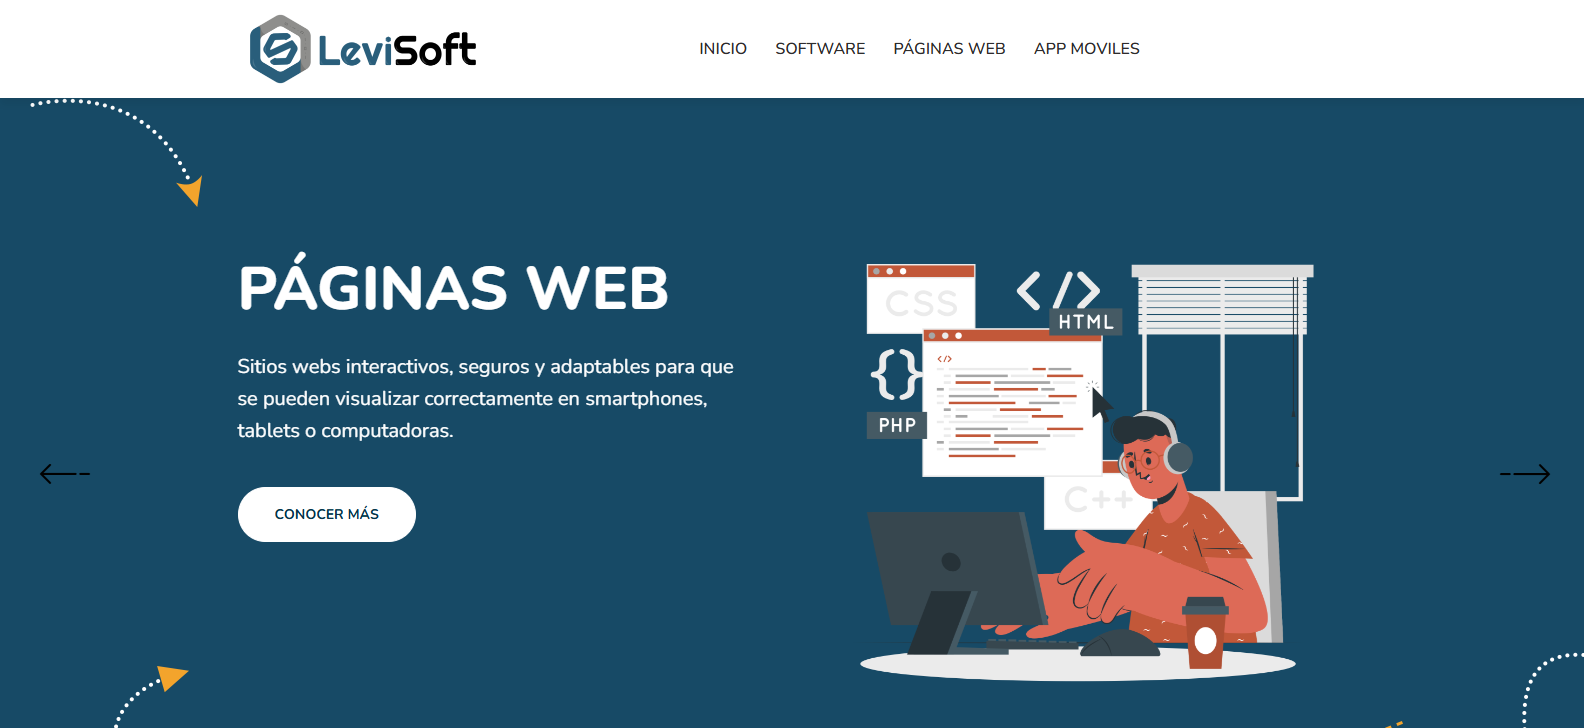 LeviSoft
INICIO SOFTWARE PÁGINAS WEB APP MOVILES
PÁGINAS WEB
Sitios webs interactivos, seguros y adaptables para que
se pueden visualizar correctamente en smartphones,
tablets o computadoras.
CONOCER MÁS
CSS
</>
HTML
</>
{}
PHP
C++